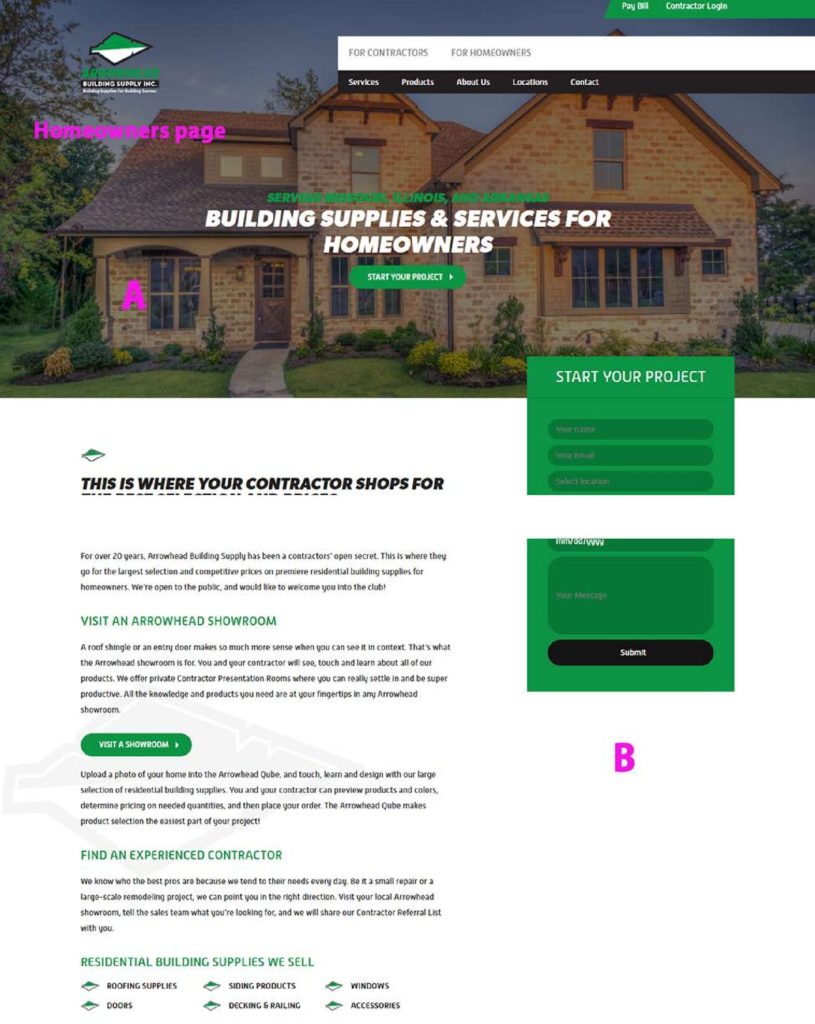 Pay Bill Contractor Login
FOR CONTRACTORS FOR HOMEOWNERS
ARROWHEAD
BUILDING SUPPLY INC.
Building Supplies For Building Success
Services Products About Us Locations Contact
Homeowners page
SERVING MISSOURI, ILLINOIS, AND ARKANSAS
BUILDING SUPPLIES & SERVICES FOR
HOMEOWNERS
START YOUR PROJECT
A
START YOUR PROJECT
Your name
Your Email
Select location
THIS IS WHERE YOUR CONTRACTOR SHOPS FOR
THE BEST SELECTION AND PRICES
mm/dd/yyyy
Your Message
Submit
For over 20 years, Arrowhead Building Supply has been a contractors' open secret. This is where they
go for the largest selection and competitive prices on premiere residential building supplies for
homeowners. We're open to the public, and would like to welcome you into the club!
VISIT AN ARROWHEAD SHOWROOM
A roof shingle or an entry door makes so much more sense when you can see it in context. That's what
the Arrowhead showroom is for. You and your contractor will see, touch and learn about all of our
products. We offer private Contractor Presentation Rooms where you can really settle in and be super
productive. All the knowledge and products you need are at your fingertips in any Arrowhead
showroom.
VISIT A SHOWROOM
B
Upload a photo of your home into the Arrowhead Qube, and touch, learn and design with our large
selection of residential building supplies. You and your contractor can preview products and colors,
determine pricing on needed quantities, and then place your order. The Arrowhead Qube makes
product selection the easiest part of your project!
FIND AN EXPERIENCED CONTRACTOR
We know who the best pros are because we tend to their needs every day. Be it a small repair or a
large-scale remodeling project, we can point you in the right direction. Visit your local Arrowhead
showroom, tell the sales team what you're looking for, and we will share our Contractor Referral List
with you.
RESIDENTIAL BUILDING SUPPLIES WE SELL
ROOFING SUPPLIES SIDING PRODUCTS WINDOWS
DOORS DECKING & RAILING ACCESSORIES